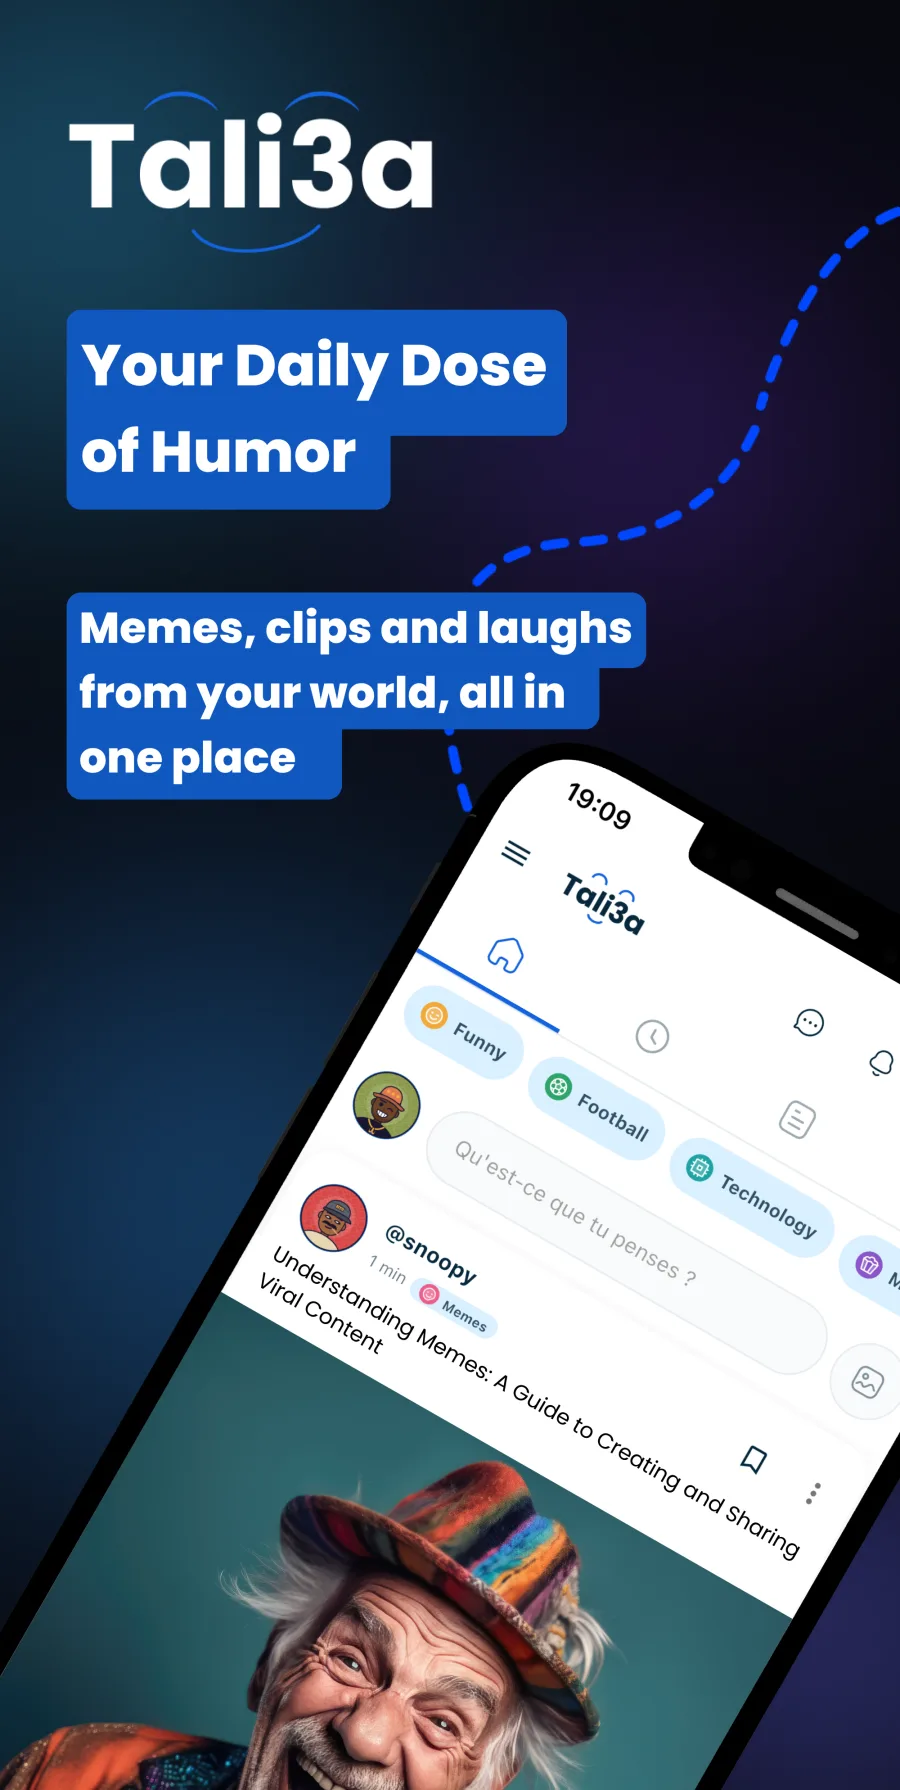 Tali3a
Your Daily Dose
of Humor
Memes, clips and laughs
from your world, all in
one place
19:09
Tali3a
Funny
Football
Technology
M
Qu'est-ce que tu penses ?
@snoopy
1 min
Memes
Understanding Memes: A Guide to Creating and Sharing
Viral Content